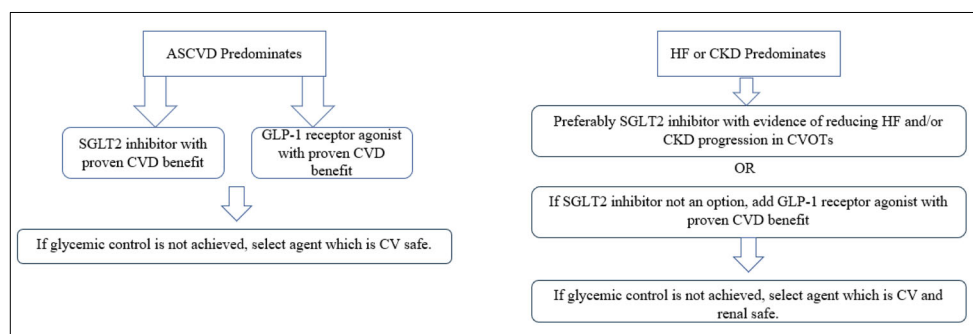 ASCVD Predominates
SGLT2 inhibitor with
proven CVD benefit
GLP-1 receptor agonist
with proven CVD
benefit
If glycemic control is not achieved, select agent which is CV safe.
HF or CKD Predominates
Preferably SGLT2 inhibitor with evidence of reducing HF and/or
CKD progression in CVOTs
OR
If SGLT2 inhibitor not an option, add GLP-1 receptor agonist with
proven CVD benefit
If glycemic control is not achieved, select agent which is CV and
renal safe.